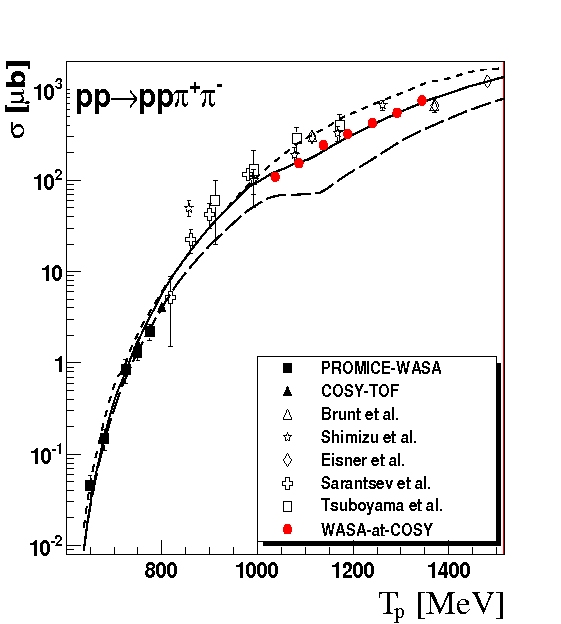 σ [μb]
pp→ppπ⁺π⁻
10³
10²
10
1
10⁻¹
10⁻²
PROMICE-WASA
COSY-TOF
Brunt et al.
Shimizu et al.
Eisner et al.
Sarantsev et al.
Tsuboyama et al.
WASA-at-COSY
800 1000 1200 1400
Tₚ [MeV]